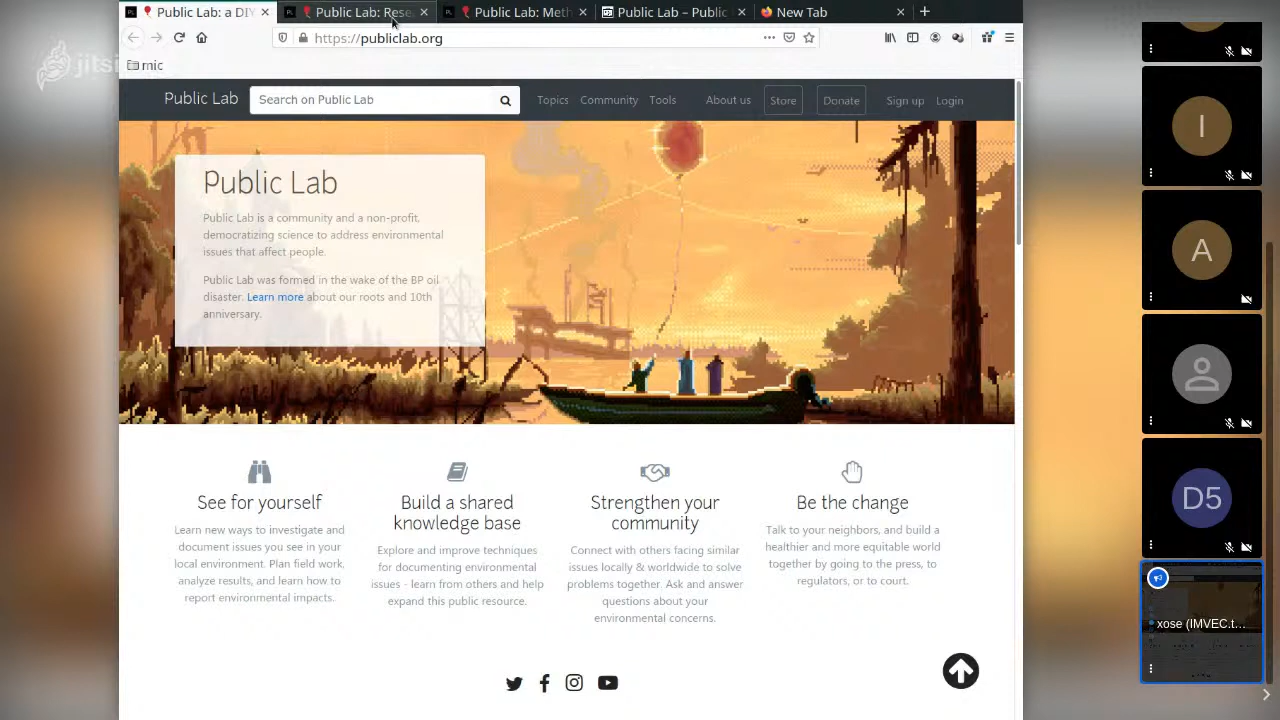 Public Lab: a DI
Public Lab: Rese
Public Lab: Meth
Public Lab – Public
New Tab
https://publiclab.org
jitsi
mic
Public Lab
Search on Public Lab
Topics
Community
Tools
About us
Store
Donate
Sign up
Login
Public Lab
Public Lab is a community and a non-profit,
democratizing science to address environmental
issues that affect people.
Public Lab was formed in the wake of the BP oil
disaster. Learn more about our roots and 10th
anniversary.
See for yourself
Learn new ways to investigate and
document issues you see in your
local environment. Plan field work,
analyze results, and learn how to
report environmental impacts.
Build a shared
knowledge base
Explore and improve techniques
for documenting environmental
issues - learn from others and help
expand this public resource.
Strengthen your
community
Connect with others facing similar
issues locally & worldwide to solve
problems together. Ask and answer
questions about your
environmental concerns.
Be the change
Talk to your neighbors, and build a
healthier and more equitable world
together by going to the press, to
regulators, or to court.
I
A
D5
xose (IMVEC.t...